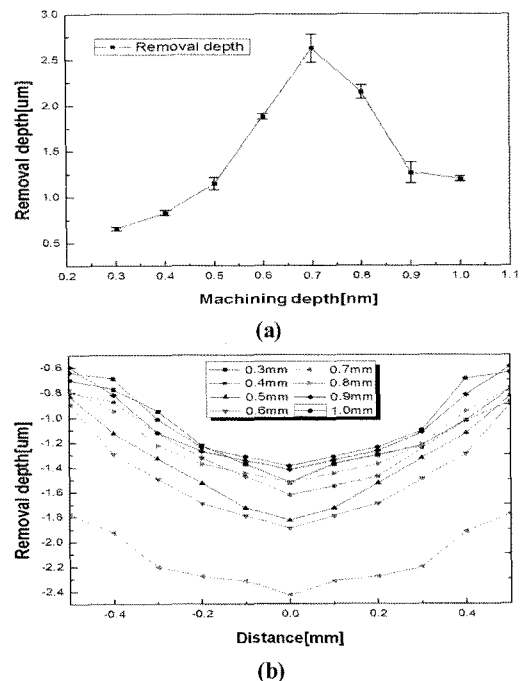 3.0
2.5
2.0
1.5
1.0
0.5
Removal depth[um]
Removal depth
0.2 0.3 0.4 0.5 0.6 0.7 0.8 0.9 1.0 1.1
Machining depth[nm]
(a)
-0.6
-0.8
-1.0
-1.2
-1.4
-1.6
-1.8
-2.0
-2.2
-2.4
Removal depth[um]
0.3mm 0.7mm
0.4mm 0.8mm
0.5mm 0.9mm
0.6mm 1.0mm
-0.4 -0.2 0.0 0.2 0.4
Distance[mm]
(b)